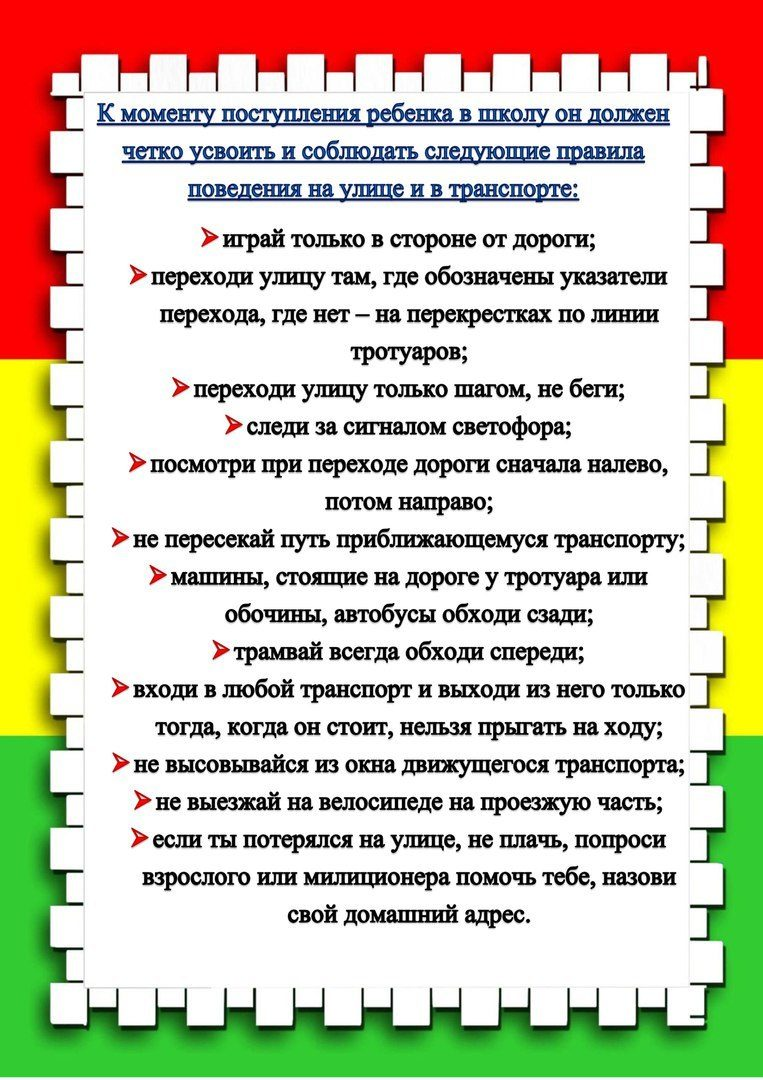 К моменту поступления ребенка в школу он должен
четко усвоить и соблюдать следующие правила
поведения на улице и в транспорте:
➢играй только в стороне от дороги;
➢переходи улицу там, где обозначены указатели
перехода, где нет – на перекрестках по линии
тротуаров;
➢переходи улицу только шагом, не беги;
➢следи за сигналом светофора;
➢посмотри при переходе дороги сначала налево,
потом направо;
➢не пересекай путь приближающемуся транспорту;
➢машины, стоящие на дороге у тротуара или
обочины, автобусы обходи сзади;
➢трамвай всегда обходи спереди;
➢входи в любой транспорт и выходи из него только
тогда, когда он стоит, нельзя прыгать на ходу;
➢не высовывайся из окна движущегося транспорта;
➢не выезжай на велосипеде на проезжую часть;
➢если ты потерялся на улице, не плачь, попроси
взрослого или милиционера помочь тебе, назови
свой домашний адрес.